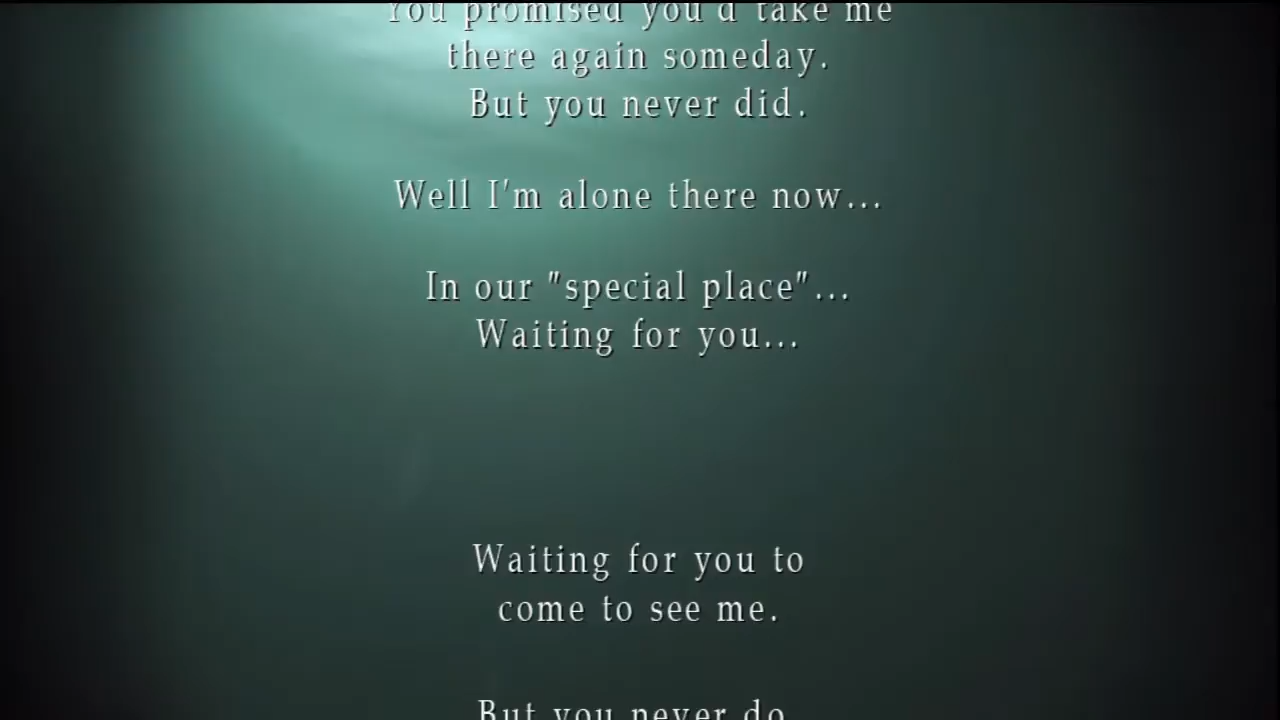 You promised you'd take me
there again someday.
But you never did.
Well I'm alone there now...
In our "special place"...
Waiting for you...
Waiting for you to
come to see me.
But you never do.